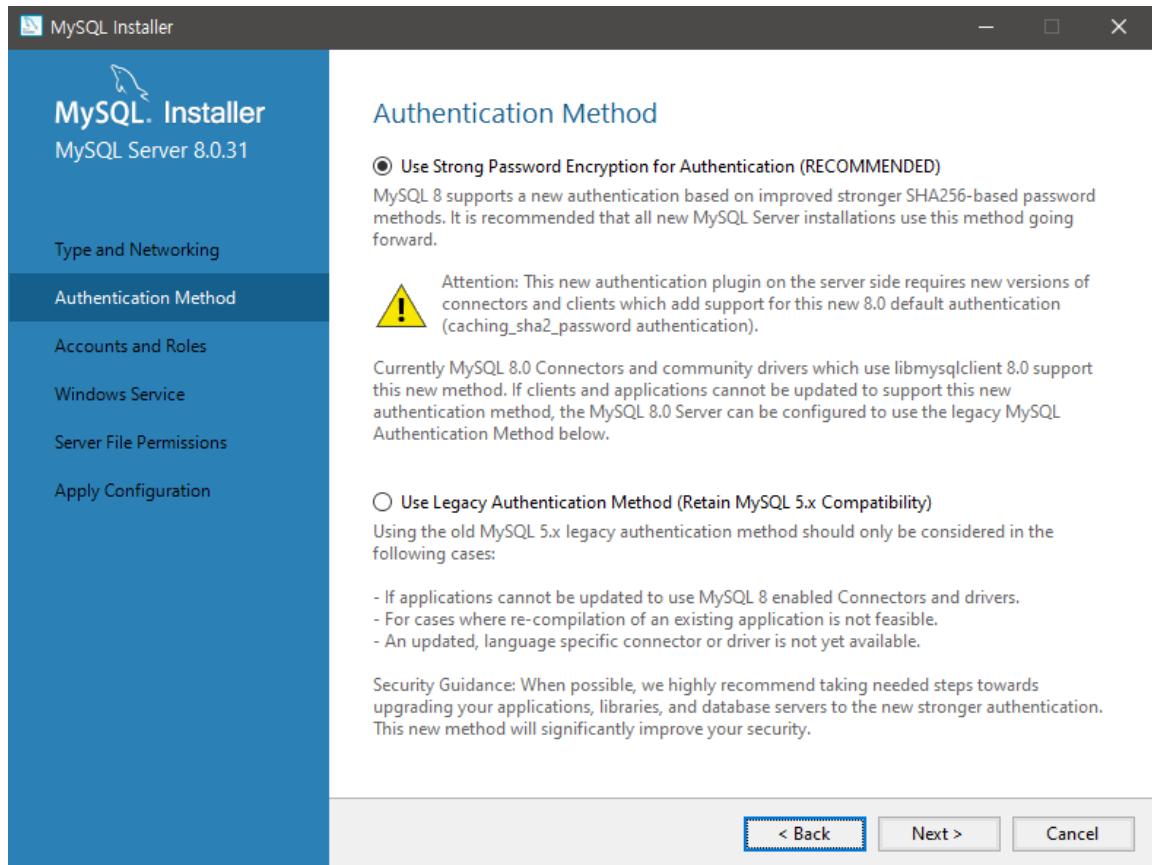 MySQL Installer
MySQL. Installer
MySQL Server 8.0.31
Type and Networking
Authentication Method
Accounts and Roles
Windows Service
Server File Permissions
Apply Configuration
Authentication Method
Use Strong Password Encryption for Authentication (RECOMMENDED)
MySQL 8 supports a new authentication based on improved stronger SHA256-based password
methods. It is recommended that all new MySQL Server installations use this method going
forward.
Attention: This new authentication plugin on the server side requires new versions of
connectors and clients which add support for this new 8.0 default authentication
(caching_sha2_password authentication).
Currently MySQL 8.0 Connectors and community drivers which use libmysqlclient 8.0 support
this new method. If clients and applications cannot be updated to support this new
authentication method, the MySQL 8.0 Server can be configured to use the legacy MySQL
Authentication Method below.
Use Legacy Authentication Method (Retain MySQL 5.x Compatibility)
Using the old MySQL 5.x legacy authentication method should only be considered in the
following cases:
- If applications cannot be updated to use MySQL 8 enabled Connectors and drivers.
- For cases where re-compilation of an existing application is not feasible.
- An updated, language specific connector or driver is not yet available.
Security Guidance: When possible, we highly recommend taking needed steps towards
upgrading your applications, libraries, and database servers to the new stronger authentication.
This new method will significantly improve your security.
< Back
Next >
Cancel